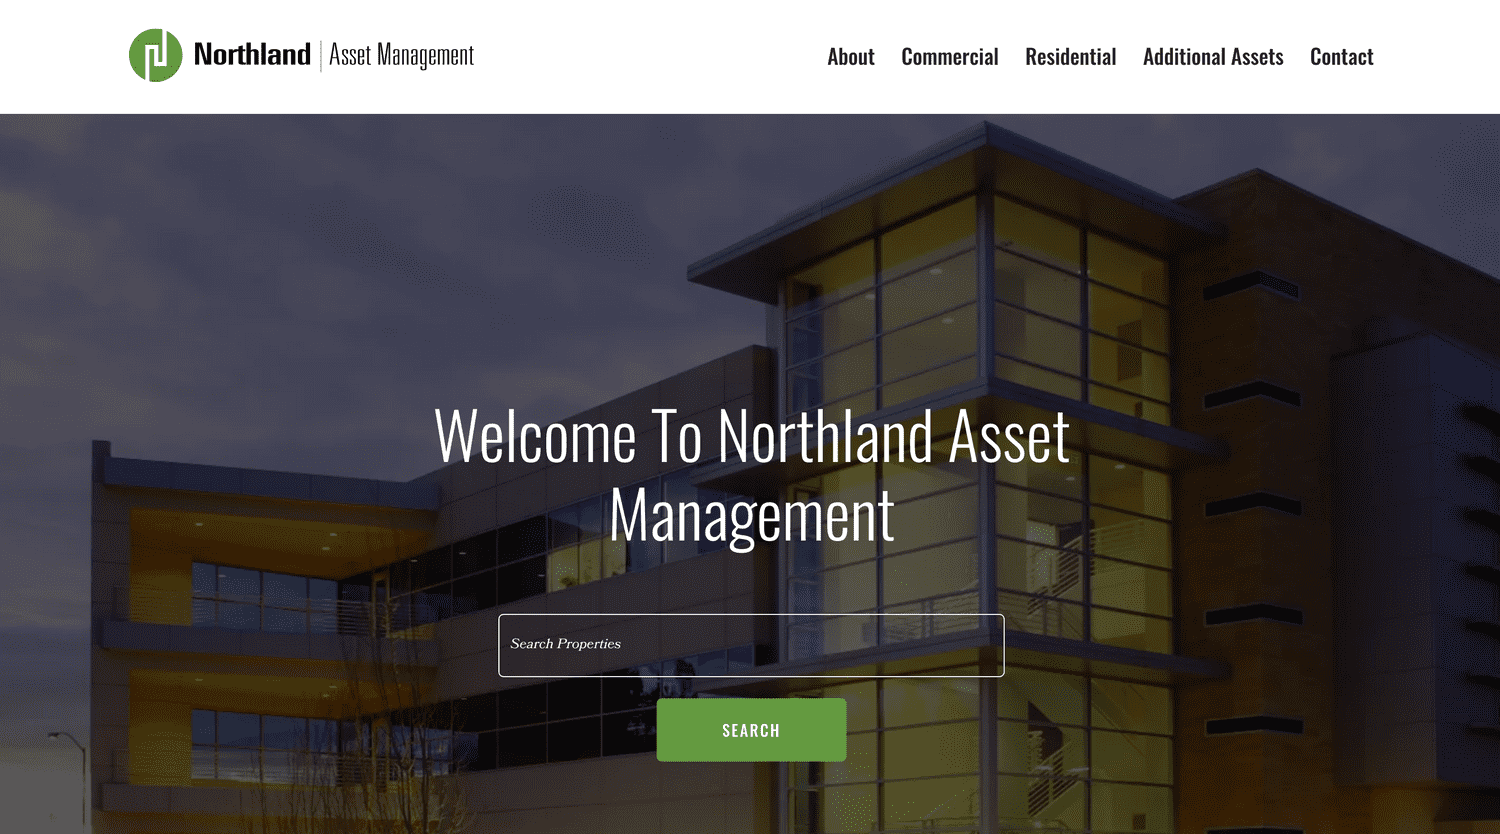 Northland | Asset Management
About Commercial Residential Additional Assets Contact
Welcome To Northland Asset
Management
Search Properties
SEARCH